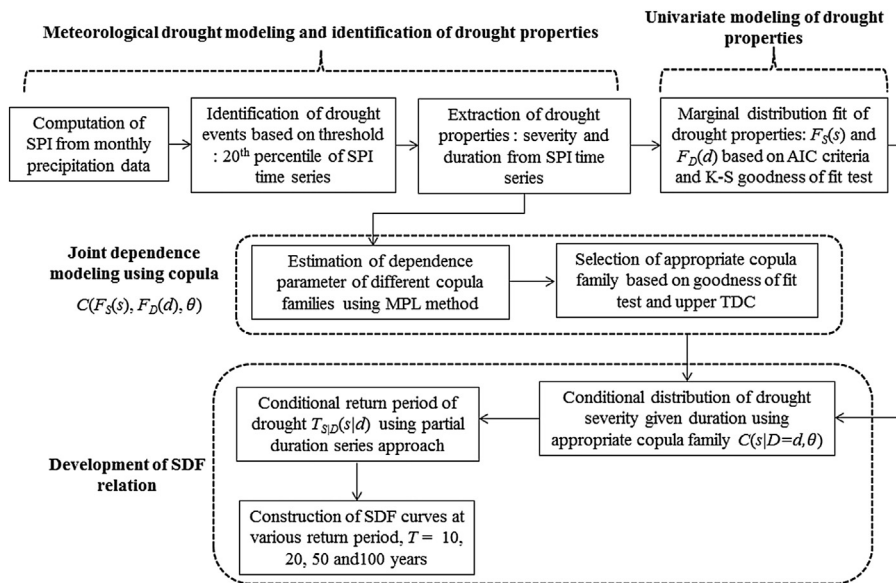 Meteorological drought modeling and identification of drought properties
Univariate modeling of drought
properties
Computation of
SPI from monthly
precipitation data
Identification of drought
events based on threshold
: 20th percentile of SPI
time series
Extraction of drought
properties : severity and
duration from SPI time
series
Marginal distribution fit
of drought properties: FS(s) and
FD(d) based on AIC criteria
and K-S goodness of fit test
Joint dependence
modeling using copula
C(FS(s), FD(d), θ)
Estimation of dependence
parameter of different copula
families using MPL method
Selection of appropriate copula
family based on goodness of fit
test and upper TDC
Development of SDF
relation
Conditional distribution of drought
severity given duration using
appropriate copula family C(s|D=d,θ)
Conditional return period of
drought TS|D(s|d) using partial
duration series approach
Construction of SDF curves at
various return period, T = 10,
20, 50 and100 years